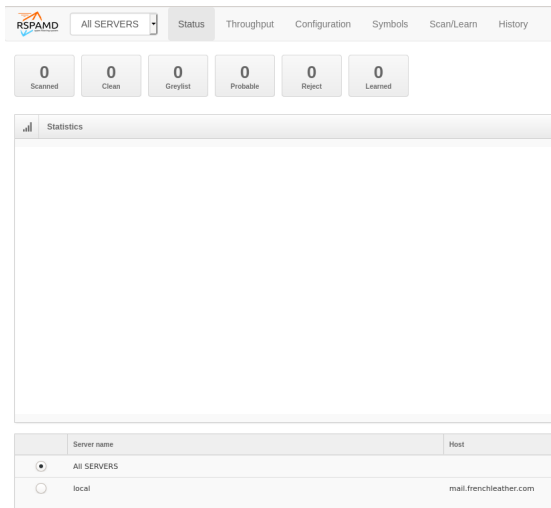 RSPAMD
All SERVERS
Status
Throughput
Configuration
Symbols
Scan/Learn
History
0
Scanned
0
Clean
0
Greylist
0
Probable
0
Reject
0
Learned
Statistics
Server name Host
All SERVERS
local mail.frenchleather.com